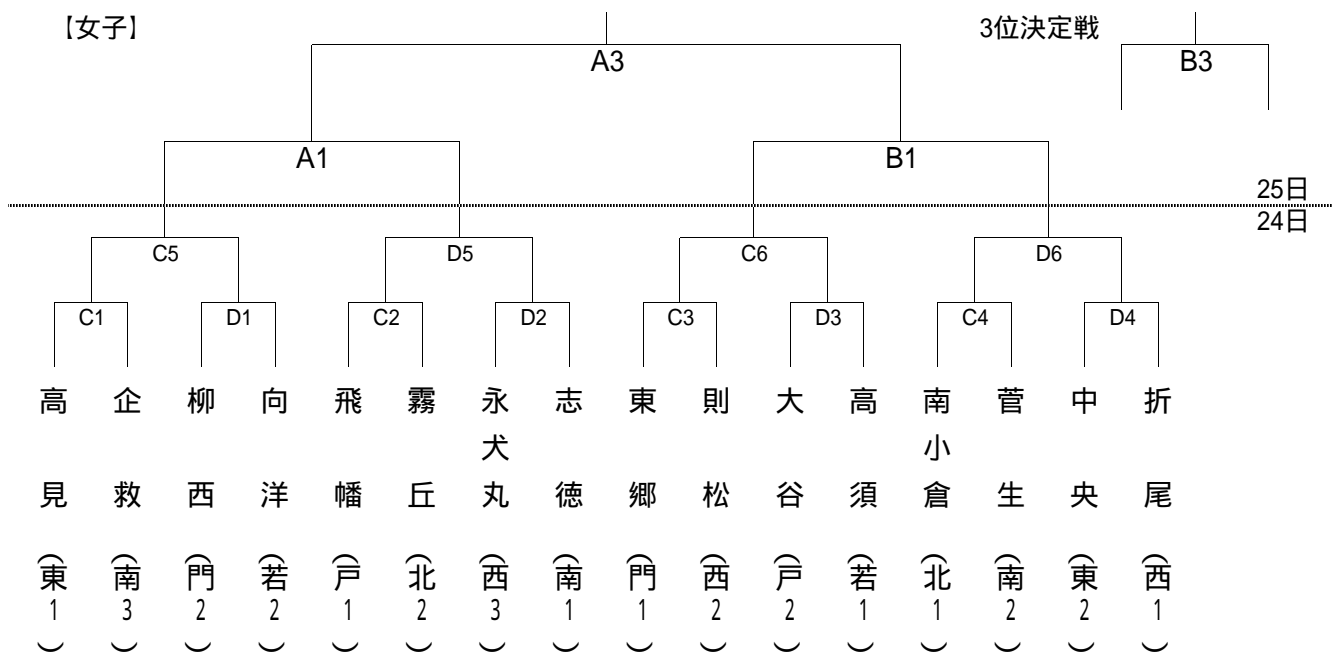 【女子】
3位決定戦
A3
B3
A1
B1
25日
24日
C5
D5
C6
D6
C1
D1
C2
D2
C3
D3
C4
D4
高見（東1）
企救（南3）
柳西（門2）
向洋（若2）
飛幡（戸1）
霧丘（北2）
永犬丸（西3）
志徳（南1）
東郷（門1）
則松（西2）
大谷（戸2）
高須（若1）
南小倉（北1）
菅生（南2）
中央（東2）
折尾（西1）